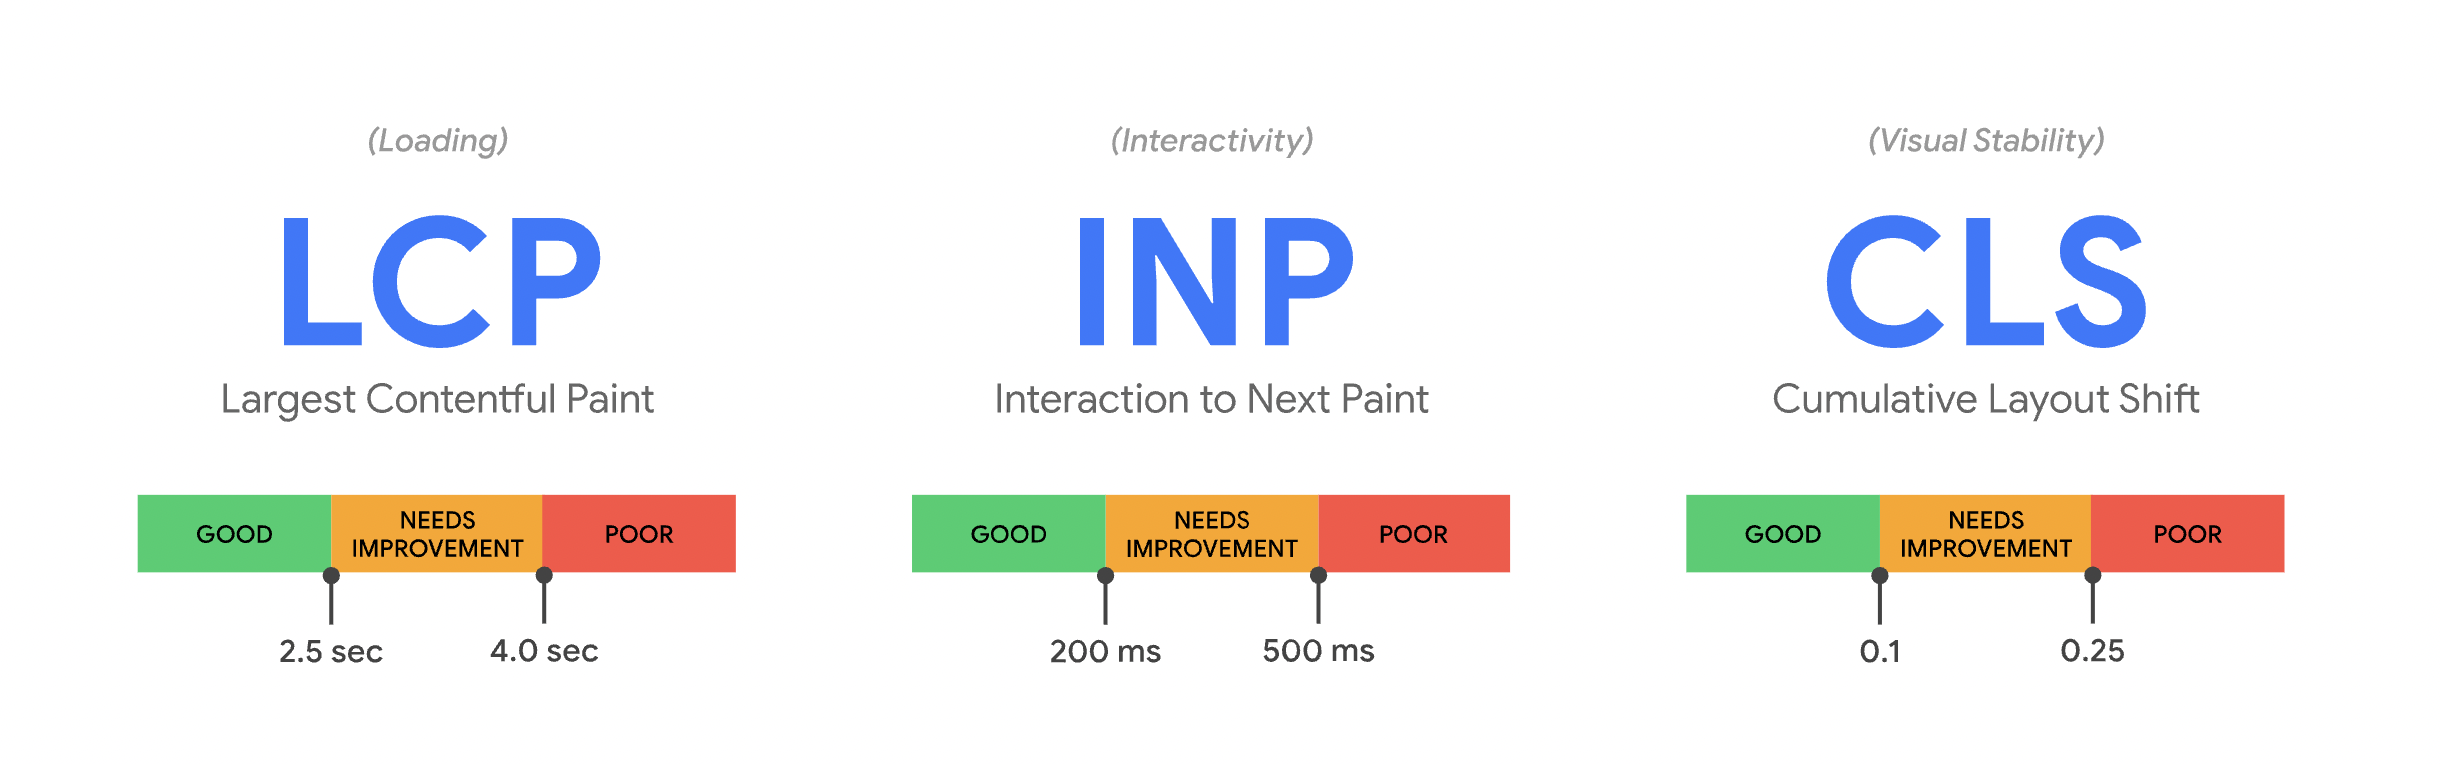 (Loading)
LCP
Largest Contentful Paint
GOOD
NEEDS
IMPROVEMENT
POOR
2.5 sec
4.0 sec
(Interactivity)
INP
Interaction to Next Paint
GOOD
NEEDS
IMPROVEMENT
POOR
200 ms
500 ms
(Visual Stability)
CLS
Cumulative Layout Shift
GOOD
NEEDS
IMPROVEMENT
POOR
0.1
0.25